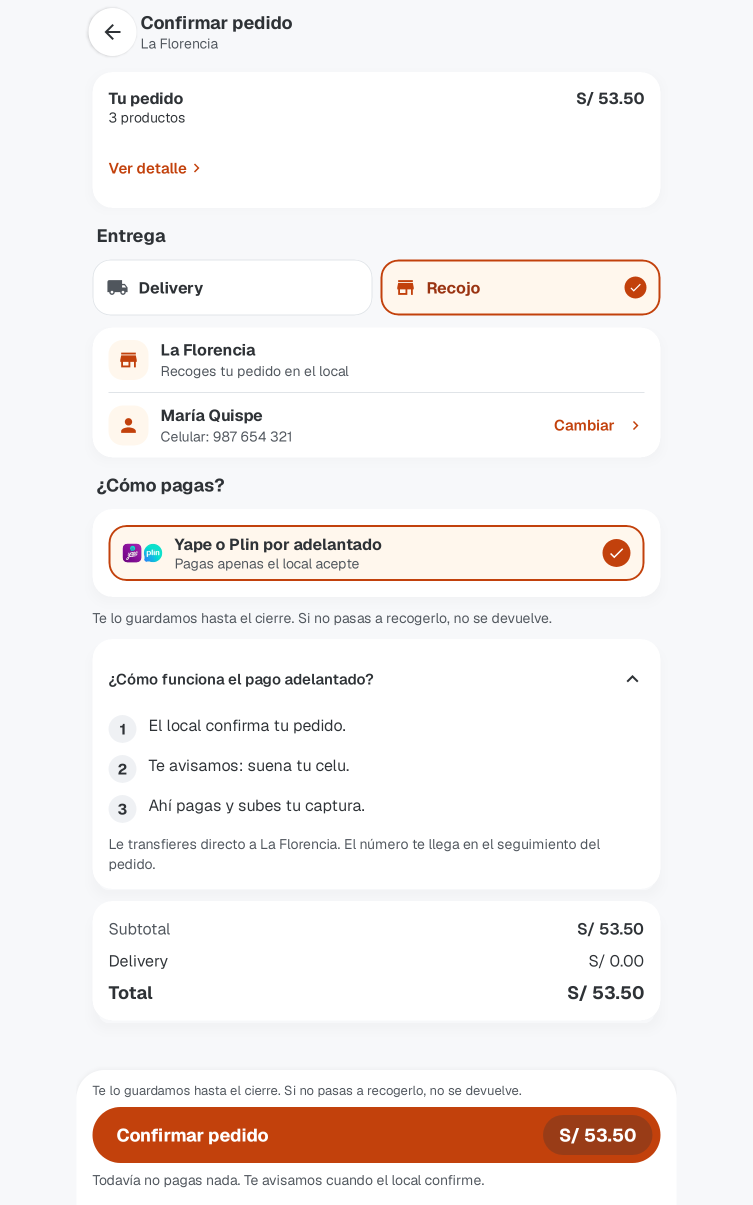 Confirmar pedido
La Florencia
Tu pedido
S/ 53.50
3 productos
Ver detalle
Entrega
Delivery
Recojo
La Florencia
Recoges tu pedido en el local
María Quispe
Celular: 987 654 321
Cambiar
¿Cómo pagas?
plin
Yape o Plin por adelantado
Pagas apenas el local acepte
Te lo guardamos hasta el cierre. Si no pasas a recogerlo, no se devuelve.
¿Cómo funciona el pago adelantado?
1 El local confirma tu pedido.
2 Te avisamos: suena tu celu.
3 Ahí pagas y subes tu captura.
Le transfieres directo a La Florencia. El número te llega en el seguimiento del
pedido.
Subtotal S/ 53.50
Delivery S/ 0.00
Total S/ 53.50
Te lo guardamos hasta el cierre. Si no pasas a recogerlo, no se devuelve.
Confirmar pedido S/ 53.50
Todavía no pagas nada. Te avisamos cuando el local confirme.